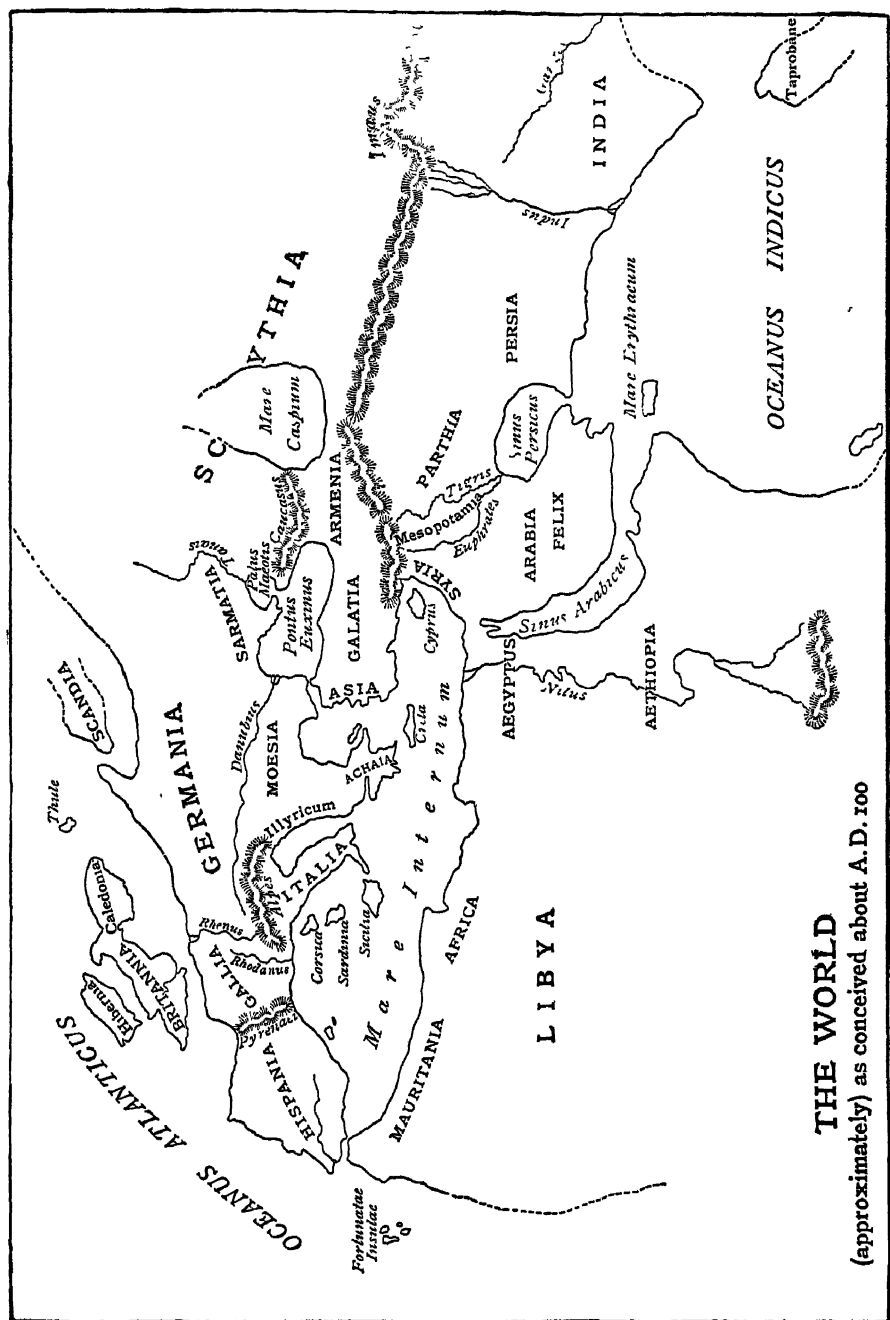 OCEANUS ATLANTICUS
Thule
SCANDIA
Hibernia
Caledonia
BRITANNIA
GERMANIA
SARMATIA
Tanais
SCYTHIA
Imaus
Rhenus
GALLIA
Rhodanus
Pyrenaei
HISPANIA
Alpes
ITALIA
Illyricum
Danubius
MOESIA
ACHAIA
Palus
Maeotis
Caucasus
Pontus
Euxinus
Mare
Caspium
ASIA
GALATIA
ARMENIA
Corsica
Sardinia
Sicilia
Creta
Cyprus
Mare Internum
SYRIA
Mesopotamia
Tigris
Euphrates
PARTHIA
PERSIA
Sinus
Persicus
Indus
INDIA
Taprobane
Fortunatae
Insulae
MAURITANIA
AFRICA
LIBYA
AEGYPTUS
Nilus
AETHIOPIA
Sinus Arabicus
ARABIA
FELIX
Mare Erythraeum
OCEANUS INDICUS
THE WORLD
(approximately) as conceived about A.D. 100